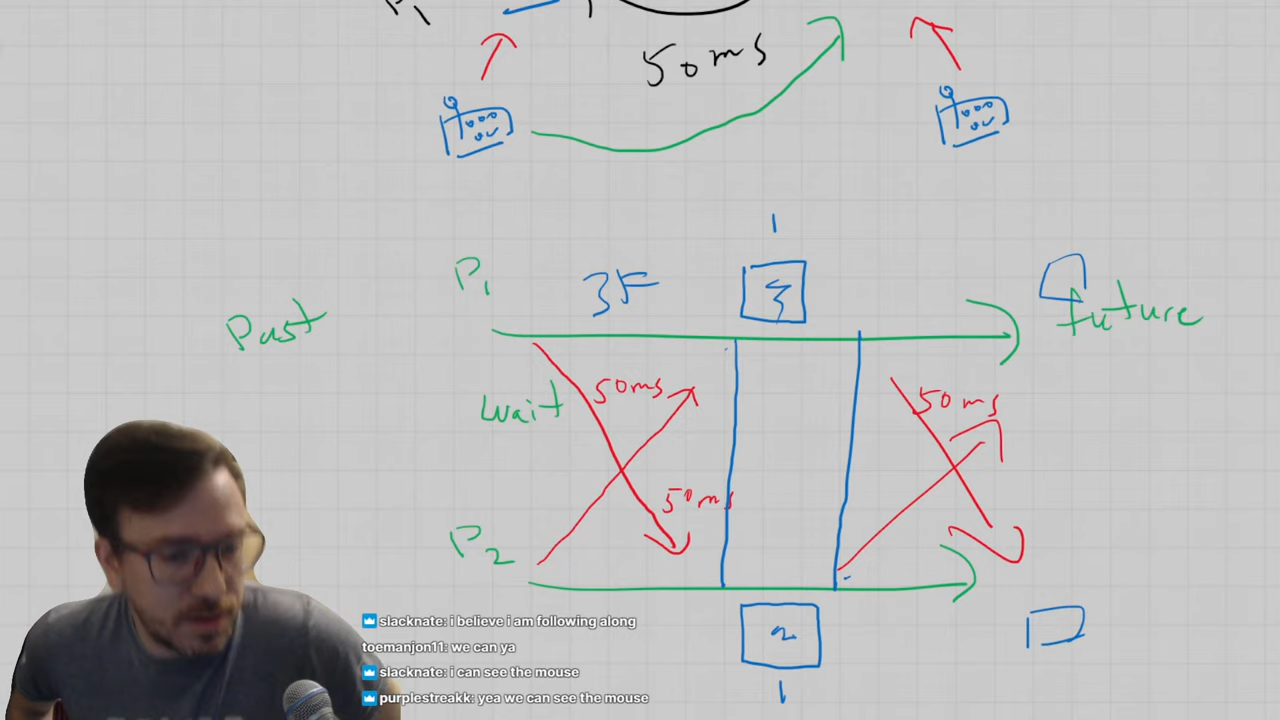 P1
50ms
1
P1
3F
future
Past
wait
50ms
50ms
50ms
P2
2
1
slacknate: i believe i am following along
toemanjon11: we can ya
slacknate: i can see the mouse
purplestreakk: yea we can see the mouse